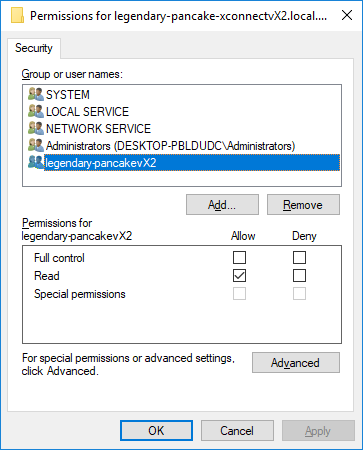 Permissions for legendary-pancake-xconnectvX2.local....
Security
Group or user names:
SYSTEM
LOCAL SERVICE
NETWORK SERVICE
Administrators (DESKTOP-PBLDUDC\Administrators)
legendary-pancakevX2
Add...
Remove
Permissions for
legendary-pancakevX2
Allow
Deny
Full control
Read
Special permissions
For special permissions or advanced settings,
click Advanced.
Advanced
OK
Cancel
Apply